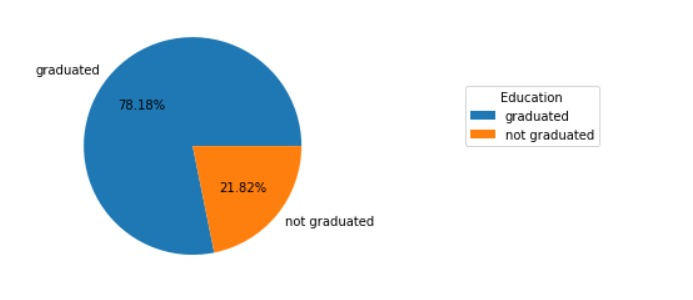 graduated
78.18%
21.82%
not graduated
Education
graduated
not graduated